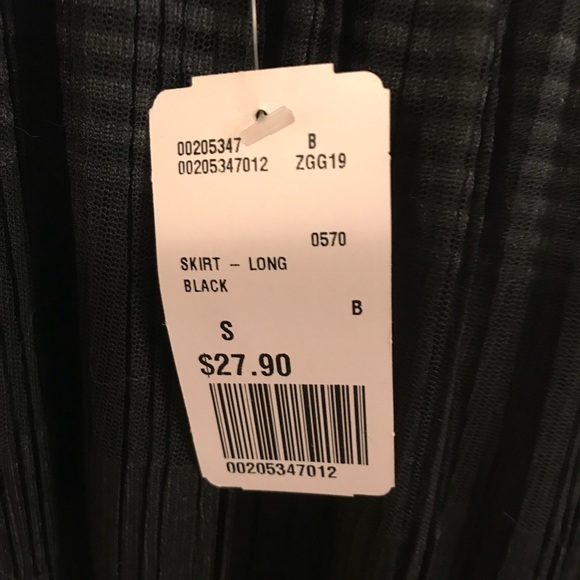 00205347 B
00205347012 ZGG19
0570
SKIRT - LONG
BLACK
B
S
$27.90
00205347012